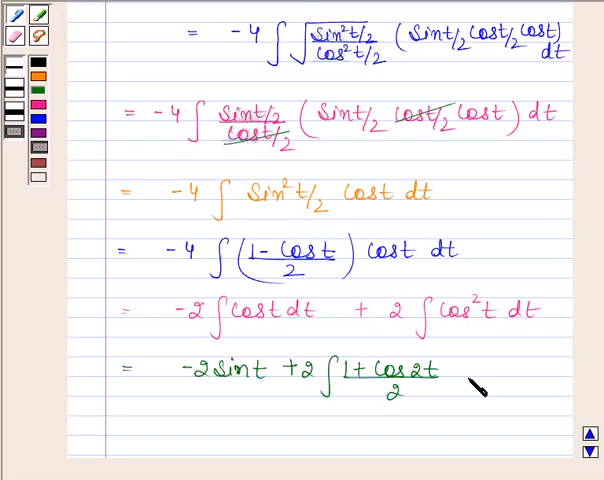 = -4 ∫ √(Sin²t/2 / Cos²t/2) (Sint/2 Cost/2 Cost) dt
= -4 ∫ Sint/2 / Cost/2 (Sint/2 Cost/2 Cost) dt
= -4 ∫ Sin²t/2 Cost dt
= -4 ∫ (1 - Cost / 2) Cost dt
= -2 ∫ Cost dt + 2 ∫ Cos²t dt
= -2 Sint + 2 ∫ 1 + Cos2t / 2